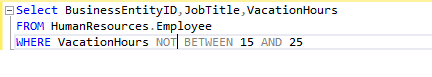 Select BusinessEntityID,JobTitle,VacationHours
FROM HumanResources.Employee
WHERE VacationHours NOT BETWEEN 15 AND 25